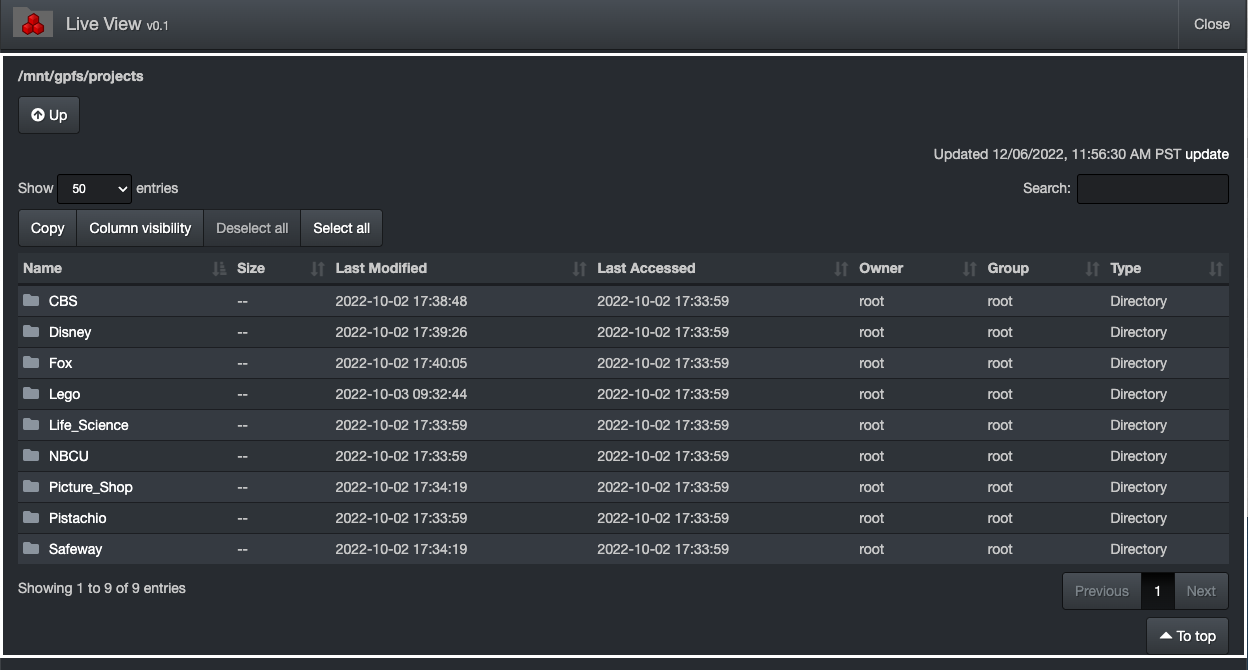 Live View v0.1 Close
/mnt/gpfs/projects
Up
Updated 12/06/2022, 11:56:30 AM PST update
Show 50 entries Search:
Copy Column visibility Deselect all Select all
Name Size Last Modified Last Accessed Owner Group Type
CBS -- 2022-10-02 17:38:48 2022-10-02 17:33:59 root root Directory
Disney -- 2022-10-02 17:39:26 2022-10-02 17:33:59 root root Directory
Fox -- 2022-10-02 17:40:05 2022-10-02 17:33:59 root root Directory
Lego -- 2022-10-03 09:32:44 2022-10-02 17:33:59 root root Directory
Life_Science -- 2022-10-02 17:33:59 2022-10-02 17:33:59 root root Directory
NBCU -- 2022-10-02 17:33:59 2022-10-02 17:33:59 root root Directory
Picture_Shop -- 2022-10-02 17:34:19 2022-10-02 17:33:59 root root Directory
Pistachio -- 2022-10-02 17:33:59 2022-10-02 17:33:59 root root Directory
Safeway -- 2022-10-02 17:34:19 2022-10-02 17:33:59 root root Directory
Showing 1 to 9 of 9 entries Previous 1 Next
To top